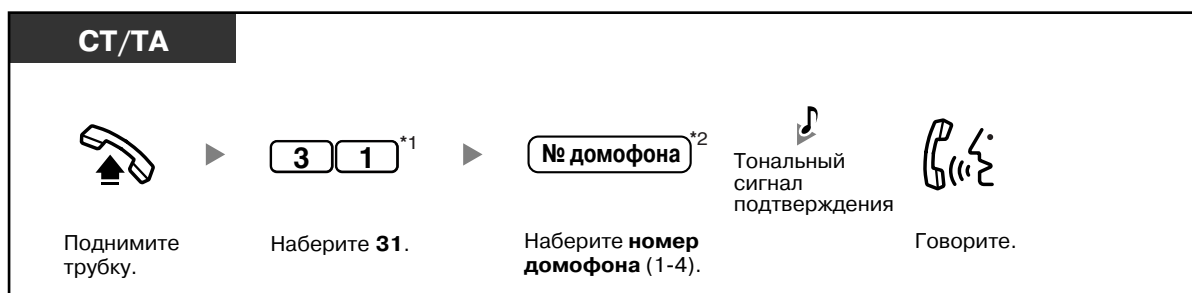 СТ/ТА
3 1 *1
№ домофона *2
Тональный
сигнал
подтверждения
Поднимите
трубку.
Наберите 31.
Наберите номер
домофона (1-4).
Говорите.